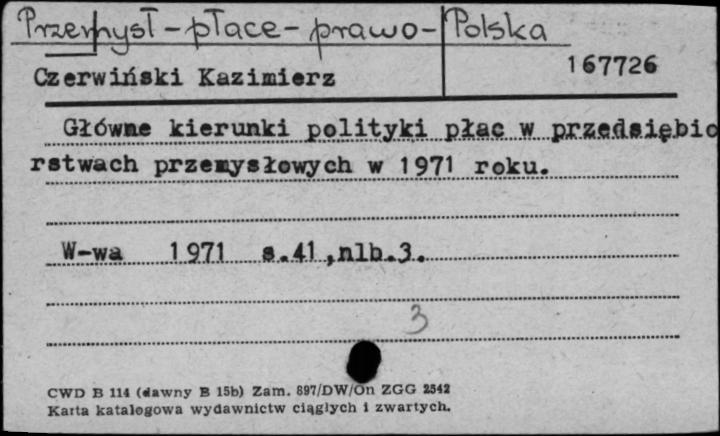 Przemysł - płace - prawo - Polska
Czerwiński Kazimierz
167726
Główne kierunki polityki płac w przedsiębio
rstwach przemysłowych w 1971 roku.
W-wa 1971 s.41,nlb.3.
3
CWD B 114 (dawny B 15b) Zam. 897/DW/On ZGG 2542
Karta katalogowa wydawnictw ciągłych i zwartych.